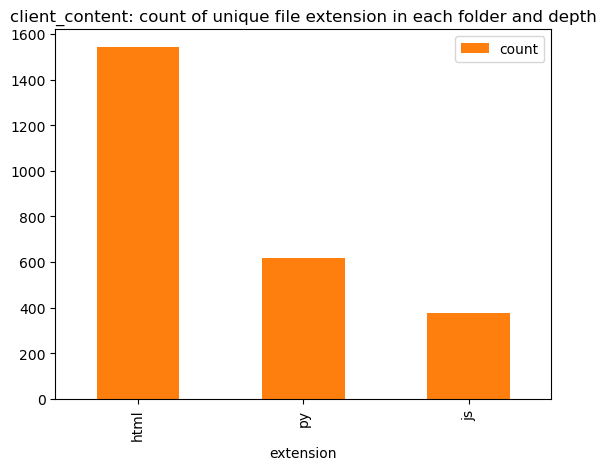 client_content: count of unique file extension in each folder and depth
count
1600
1400
1200
1000
800
600
400
200
0
html
py
js
extension